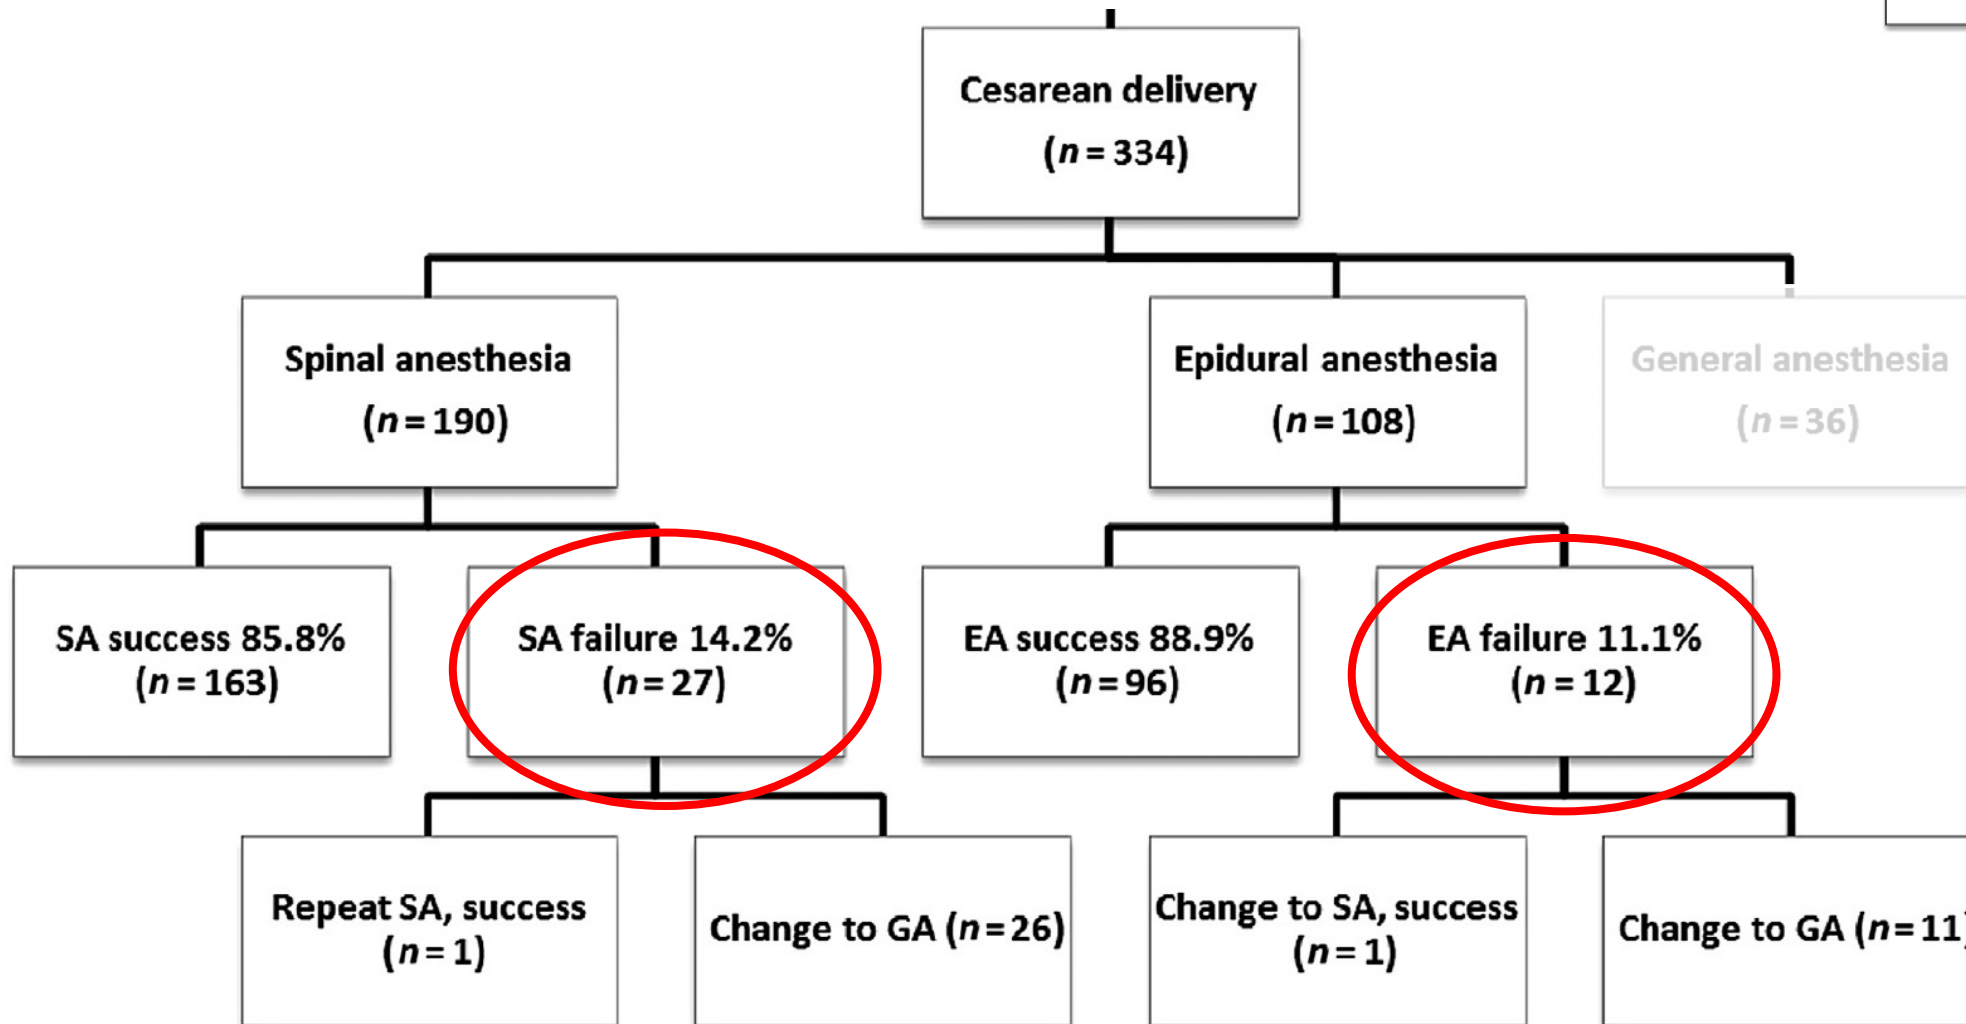 Cesarean delivery
(n = 334)
Spinal anesthesia
(n = 190)
Epidural anesthesia
(n = 108)
General anesthesia
(n = 36)
SA success 85.8%
(n = 163)
SA failure 14.2%
(n = 27)
EA success 88.9%
(n = 96)
EA failure 11.1%
(n = 12)
Repeat SA, success
(n = 1)
Change to GA (n = 26)
Change to SA, success
(n = 1)
Change to GA (n = 11)